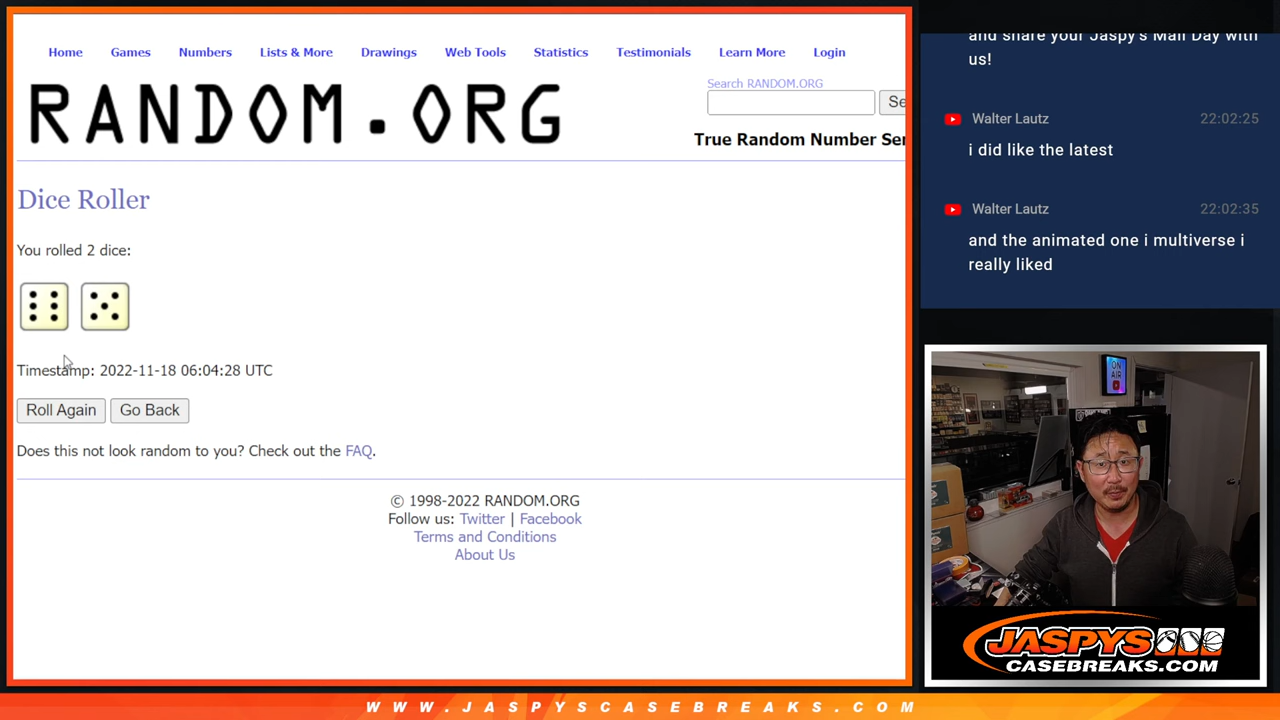 Home Games Numbers Lists & More Drawings Web Tools Statistics Testimonials Learn More Login
RANDOM.ORG
Search RANDOM.ORG
Se
True Random Number Ser
Dice Roller
You rolled 2 dice:
Timestamp: 2022-11-18 06:04:28 UTC
Roll Again Go Back
Does this not look random to you? Check out the FAQ.
© 1998-2022 RANDOM.ORG
Follow us: Twitter | Facebook
Terms and Conditions
About Us
and share your Jaspy's Mail Day with
us!
Walter Lautz 22:02:25
i did like the latest
Walter Lautz 22:02:35
and the animated one i multiverse i
really liked
ON
AIR
JASPYS
CASEBREAKS.COM
WWW.JASPYSCASEBREAKS.COM